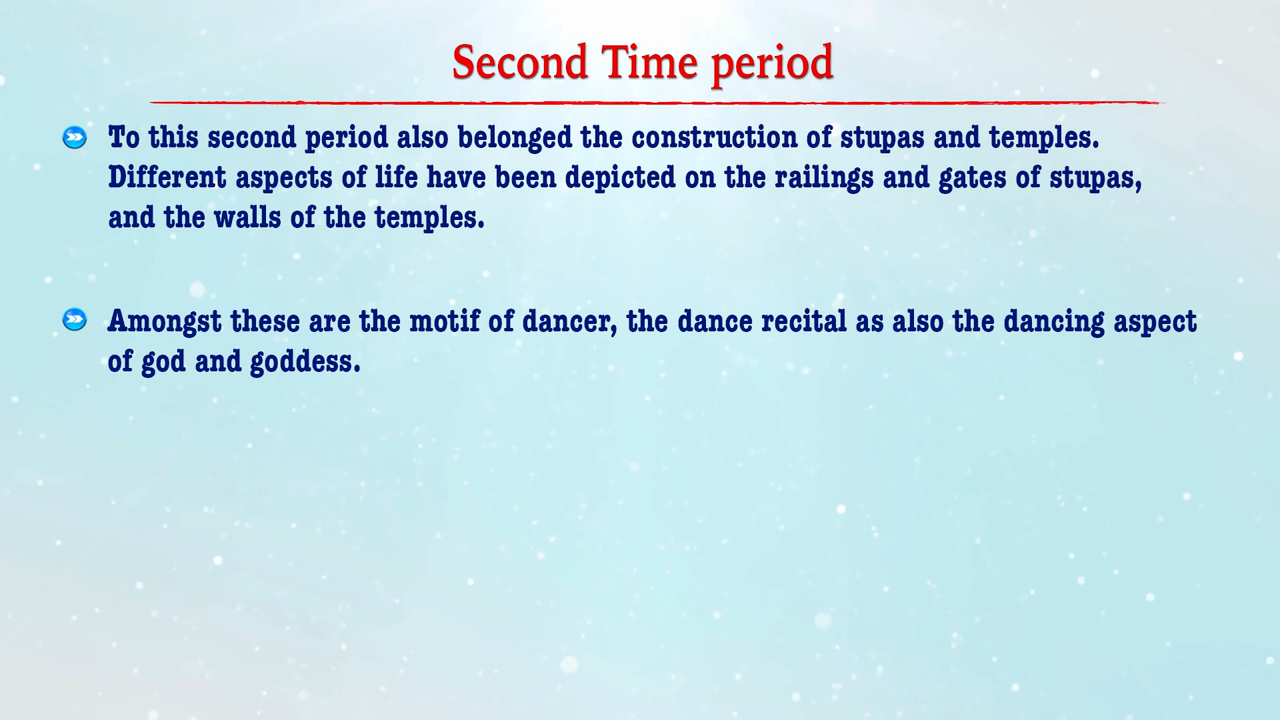 Second Time period
To this second period also belonged the construction of stupas and temples.
Different aspects of life have been depicted on the railings and gates of stupas,
and the walls of the temples.
Amongst these are the motif of dancer, the dance recital as also the dancing aspect
of god and goddess.